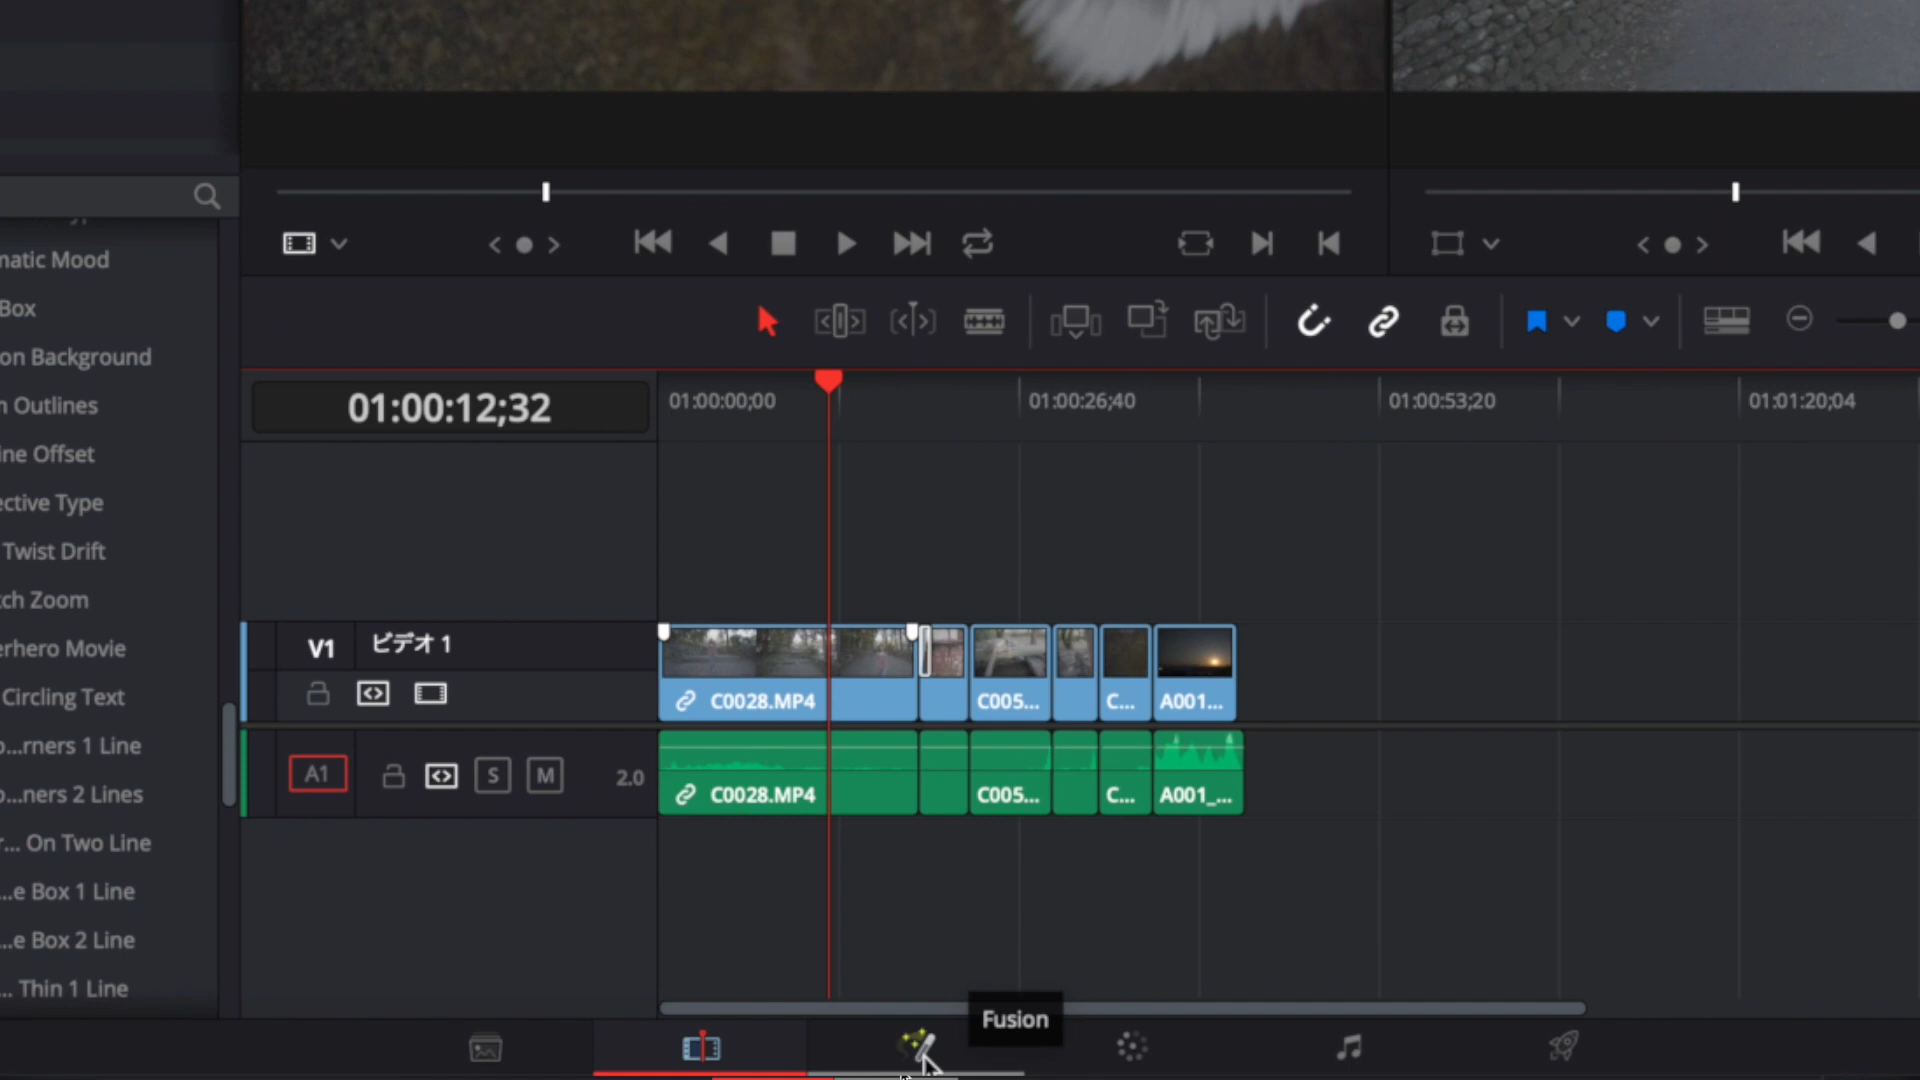 ...matic Mood
Box
on Background
n Outlines
ine Offset
ective Type
Twist Drift
tch Zoom
erhero Movie
Circling Text
o...rners 1 Line
o...ners 2 Lines
r... On Two Line
...e Box 1 Line
...e Box 2 Line
... Thin 1 Line
01:00:12;32
01:00:00;00
01:00:26;40
01:00:53;20
01:01:20;04
V1
ビデオ 1
C0028.MP4
C005...
C...
A001...
A1
S
M
2.0
C0028.MP4
C005...
C...
A001_...
Fusion